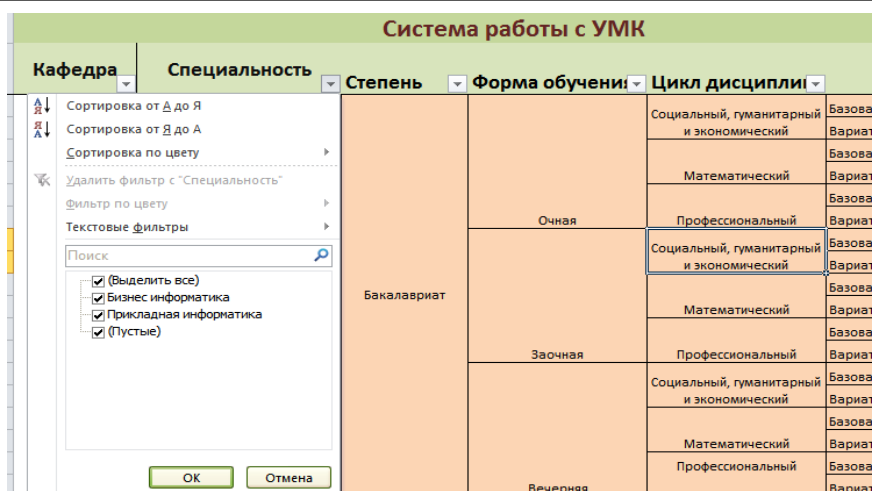 Система работы с УМК
Кафедра
Специальность
Степень
Форма обучения
Цикл дисципли
Сортировка от А до Я
Сортировка от Я до А
Сортировка по цвету
Удалить фильтр с "Специальность"
Фильтр по цвету
Текстовые фильтры
Поиск
(Выделить все)
Бизнес информатика
Прикладная информатика
(Пустые)
ОК
Отмена
Бакалавриат
Очная
Заочная
Вечерняя
Социальный, гуманитарный
и экономический
Математический
Профессиональный
Социальный, гуманитарный
и экономический
Математический
Профессиональный
Социальный, гуманитарный
и экономический
Математический
Профессиональный
Базова
Вариат
Базова
Вариат
Базова
Вариат
Базова
Вариат
Базова
Вариат
Базова
Вариат
Базова
Вариат
Базова
Вариат
Базова
Вариат